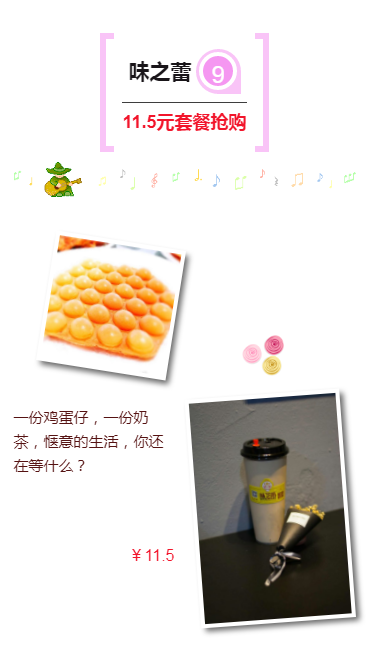 味之蕾 9
11.5元套餐抢购
一份鸡蛋仔，一份奶
茶，惬意的生活，你还
在等什么？
￥11.5